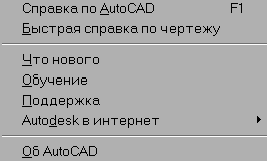 Справка по AutoCAD F1
Быстрая справка по чертежу
Что нового
Обучение
Поддержка
Autodesk в интернет
Об AutoCAD